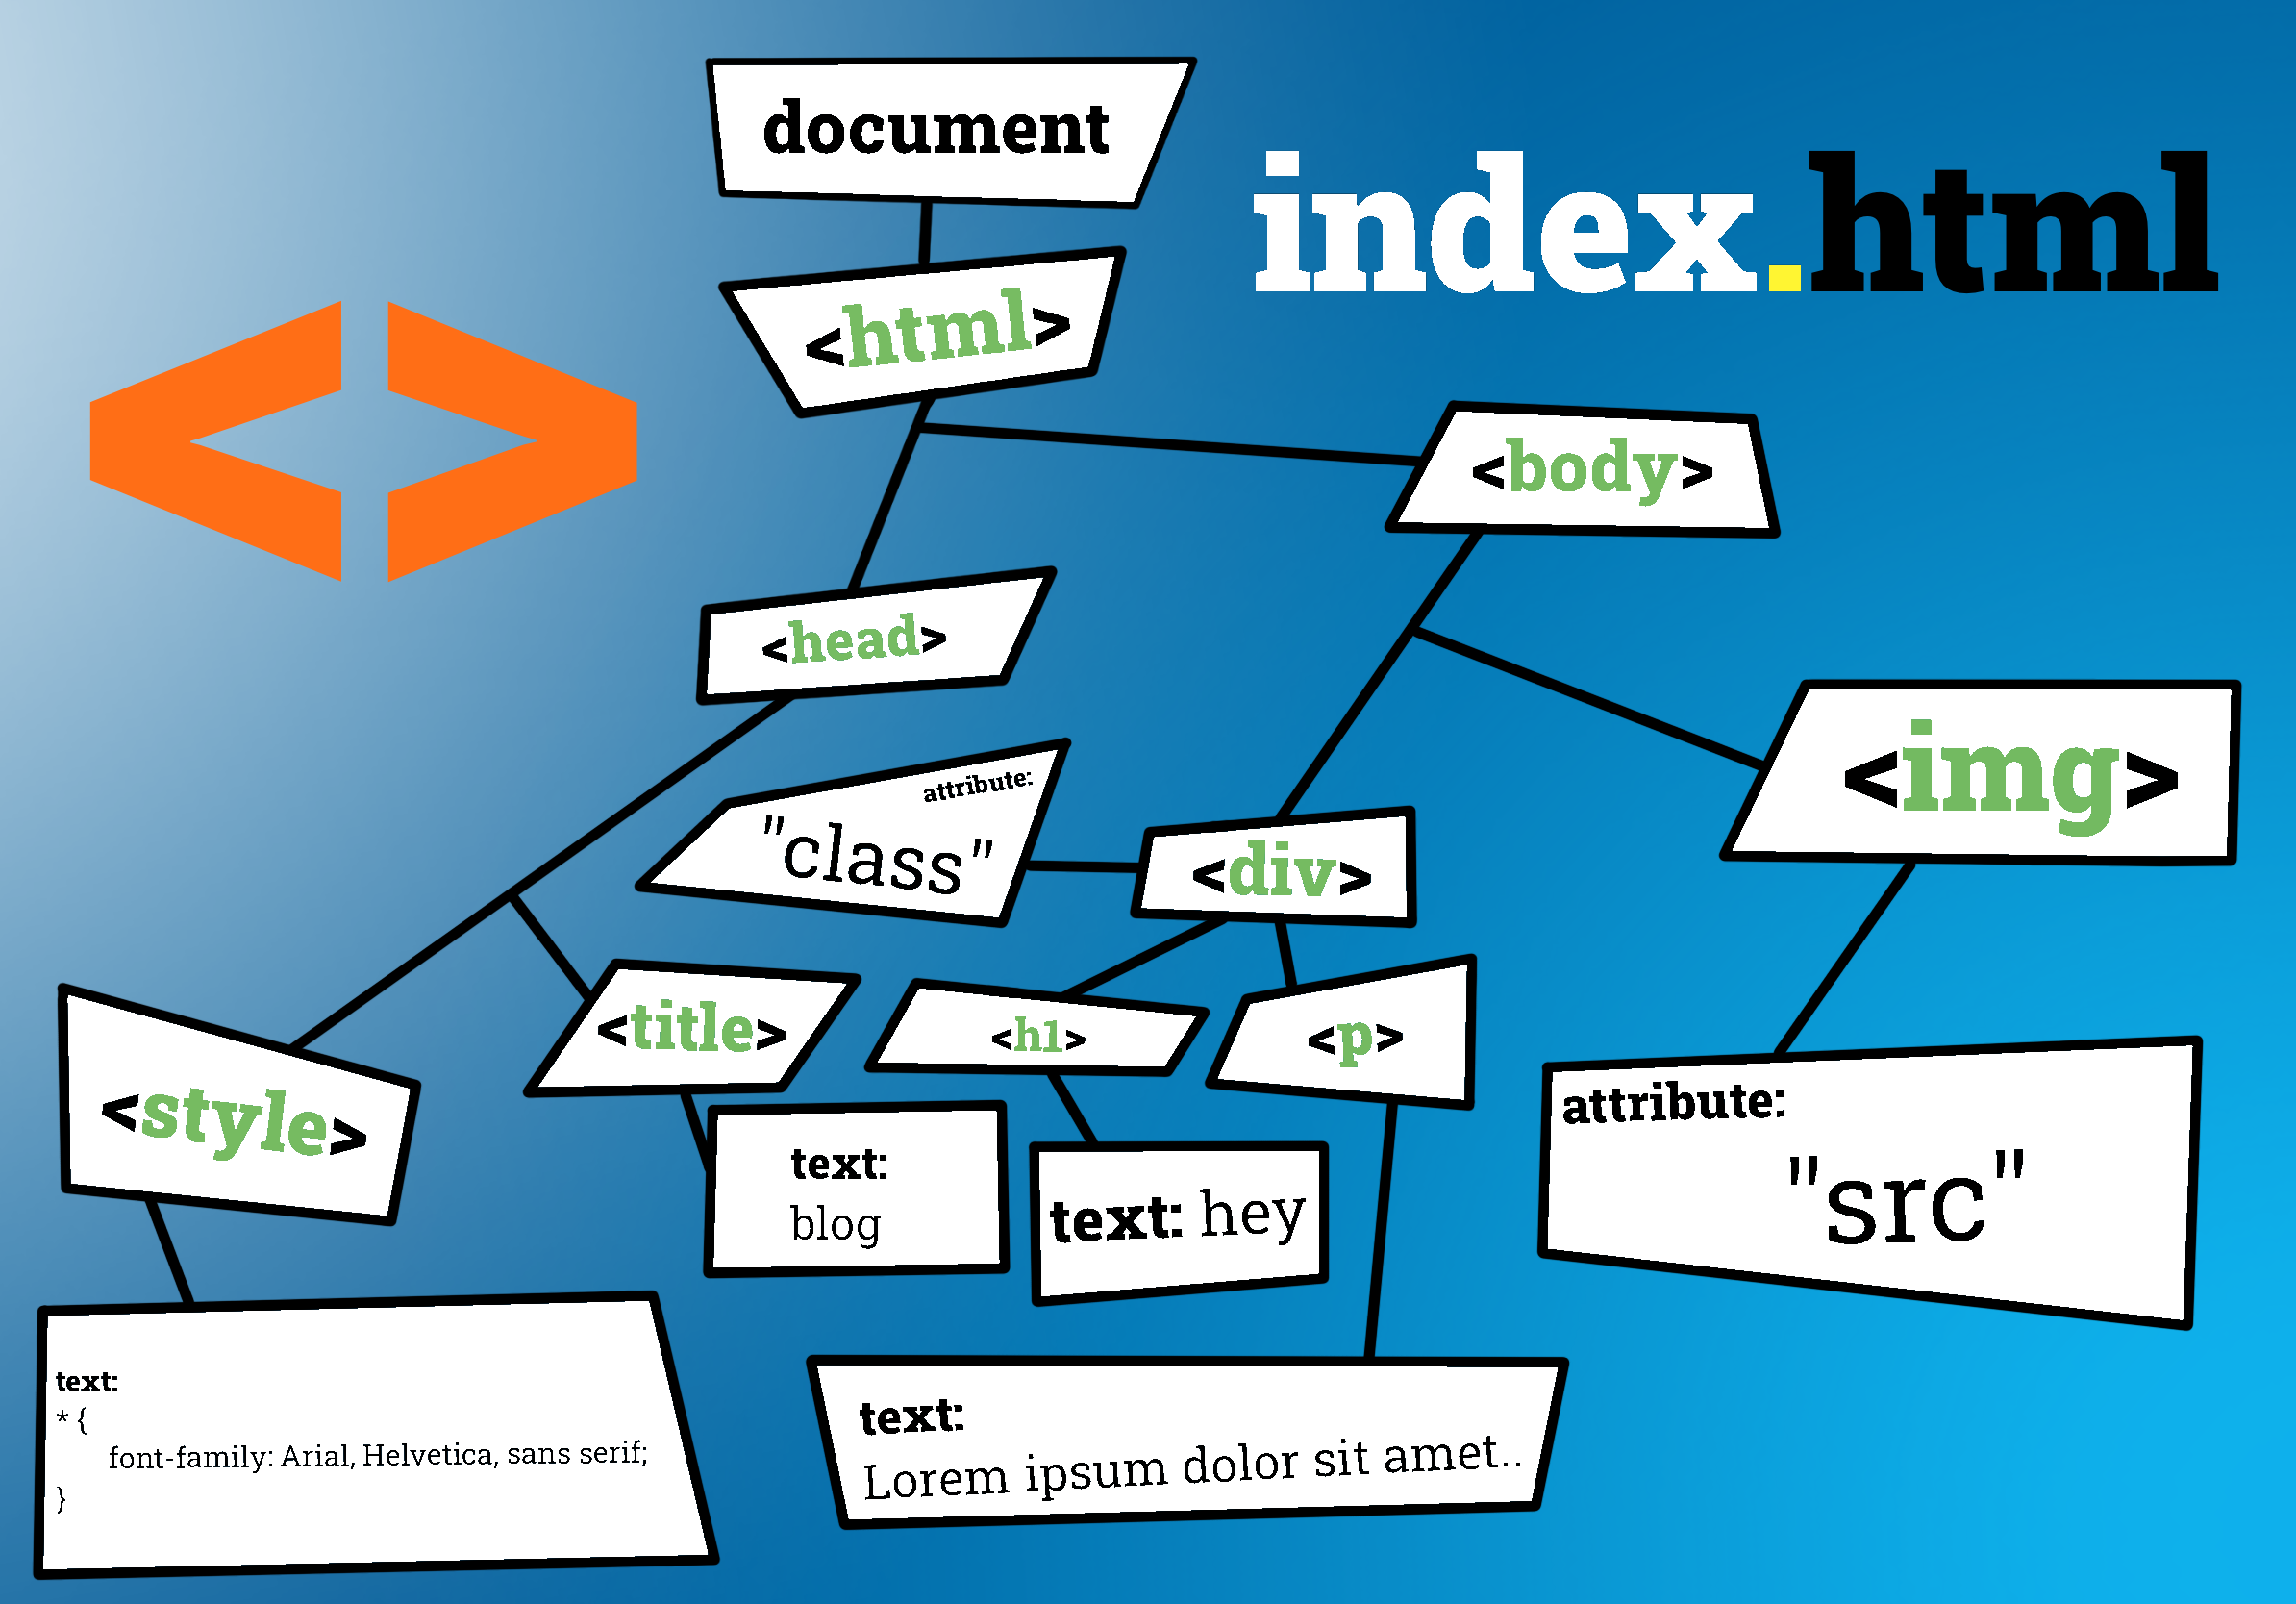 document
index.html
<html>
<>
<body>
<head>
<img>
attribute:
"class"
<div>
<style>
<title>
<h1>
<p>
attribute:
"src"
text:
blog
text: hey
text:
* {
font-family: Arial, Helvetica, sans serif;
}
text:
Lorem ipsum dolor sit amet..